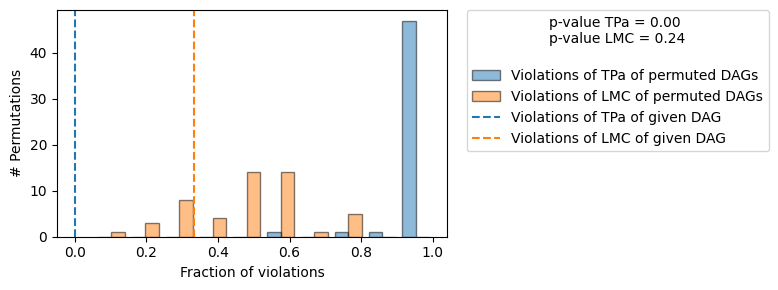 p-value TPa = 0.00
p-value LMC = 0.24
Violations of TPa of permuted DAGs
Violations of LMC of permuted DAGs
Violations of TPa of given DAG
Violations of LMC of given DAG
# Permutations
40
30
20
10
0
0.0 0.2 0.4 0.6 0.8 1.0
Fraction of violations